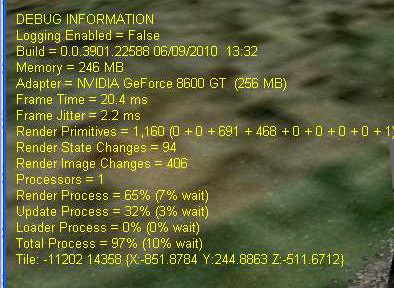 DEBUG INFORMATION
Logging Enabled = False
Build = 0.0.3901.22588 06/09/2010  13:32
Memory = 246 MB
Adapter = NVIDIA GeForce 8600 GT  (256 MB)
Frame Time = 20.4 ms
Frame Jitter = 2.2 ms
Render Primitives = 1,160 (0 + 0 + 691 + 468 + 0 + 0 + 0 + 0 + 1)
Render State Changes = 94
Render Image Changes = 406
Processors = 1
Render Process = 65% (7% wait)
Update Process = 32% (3% wait)
Loader Process = 0% (0% wait)
Total Process = 97% (10% wait)
Tile: -11202 14358 {X:-851.8784 Y:244.8863 Z:-511.6712}